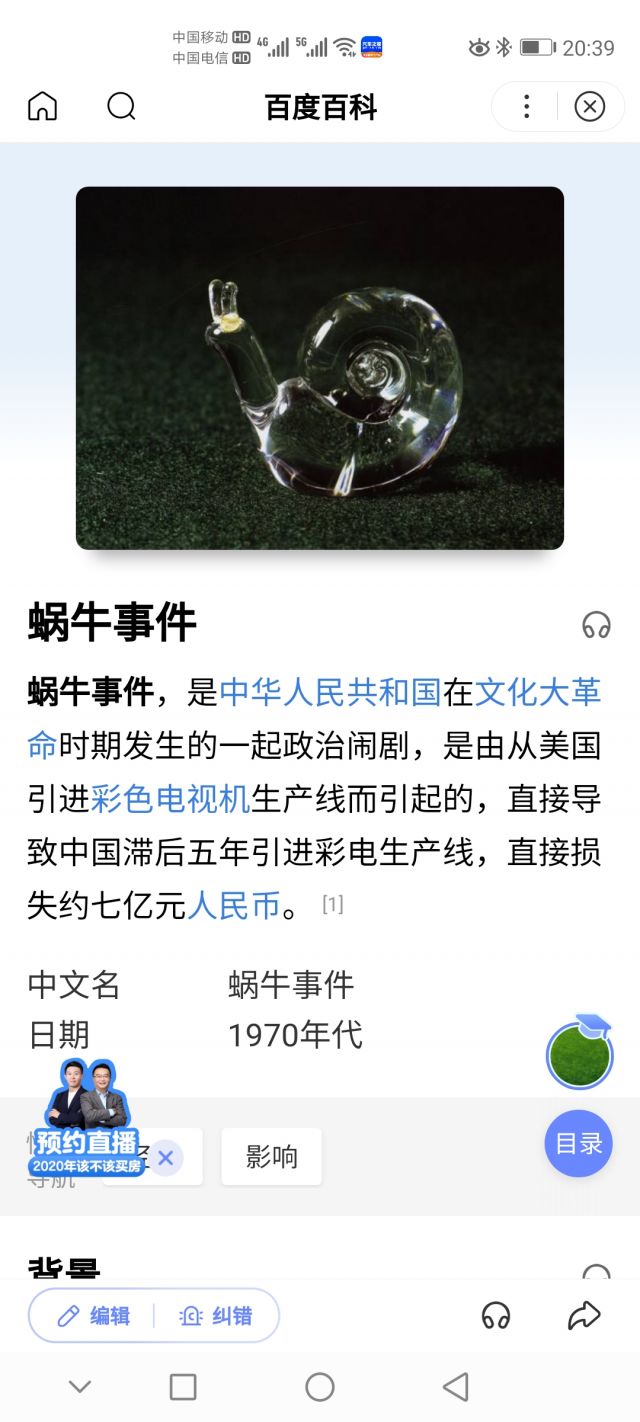 中国移动 HD 4G 5G 20:39
中国电信 HD
百度百科
蜗牛事件
蜗牛事件，是中华人民共和国在文化大革
命时期发生的一起政治闹剧，是由从美国
引进彩色电视机生产线而引起的，直接导
致中国滞后五年引进彩电生产线，直接损
失约七亿元人民币。 [1]
中文名 蜗牛事件
日期 1970年代
预约直播
2020年该不该买房
影响
目录
导航
背景
编辑 纠错